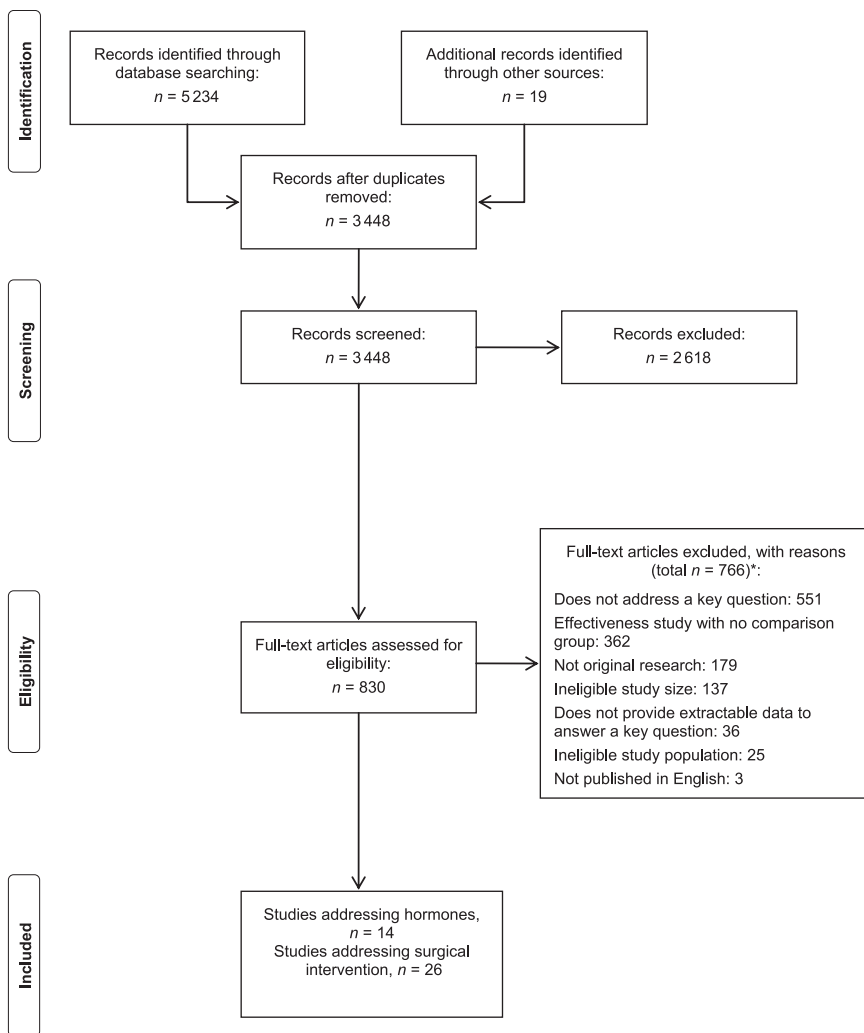 Identification
Records identified through
database searching:
n = 5 234
Additional records identified
through other sources:
n = 19
Records after duplicates
removed:
n = 3 448
Screening
Records screened:
n = 3 448
Records excluded:
n = 2 618
Eligibility
Full-text articles assessed for
eligibility:
n = 830
Full-text articles excluded, with reasons
(total n = 766)*:
Does not address a key question: 551
Effectiveness study with no comparison
group: 362
Not original research: 179
Ineligible study size: 137
Does not provide extractable data to
answer a key question: 36
Ineligible study population: 25
Not published in English: 3
Included
Studies addressing hormones,
n = 14
Studies addressing surgical
intervention, n = 26